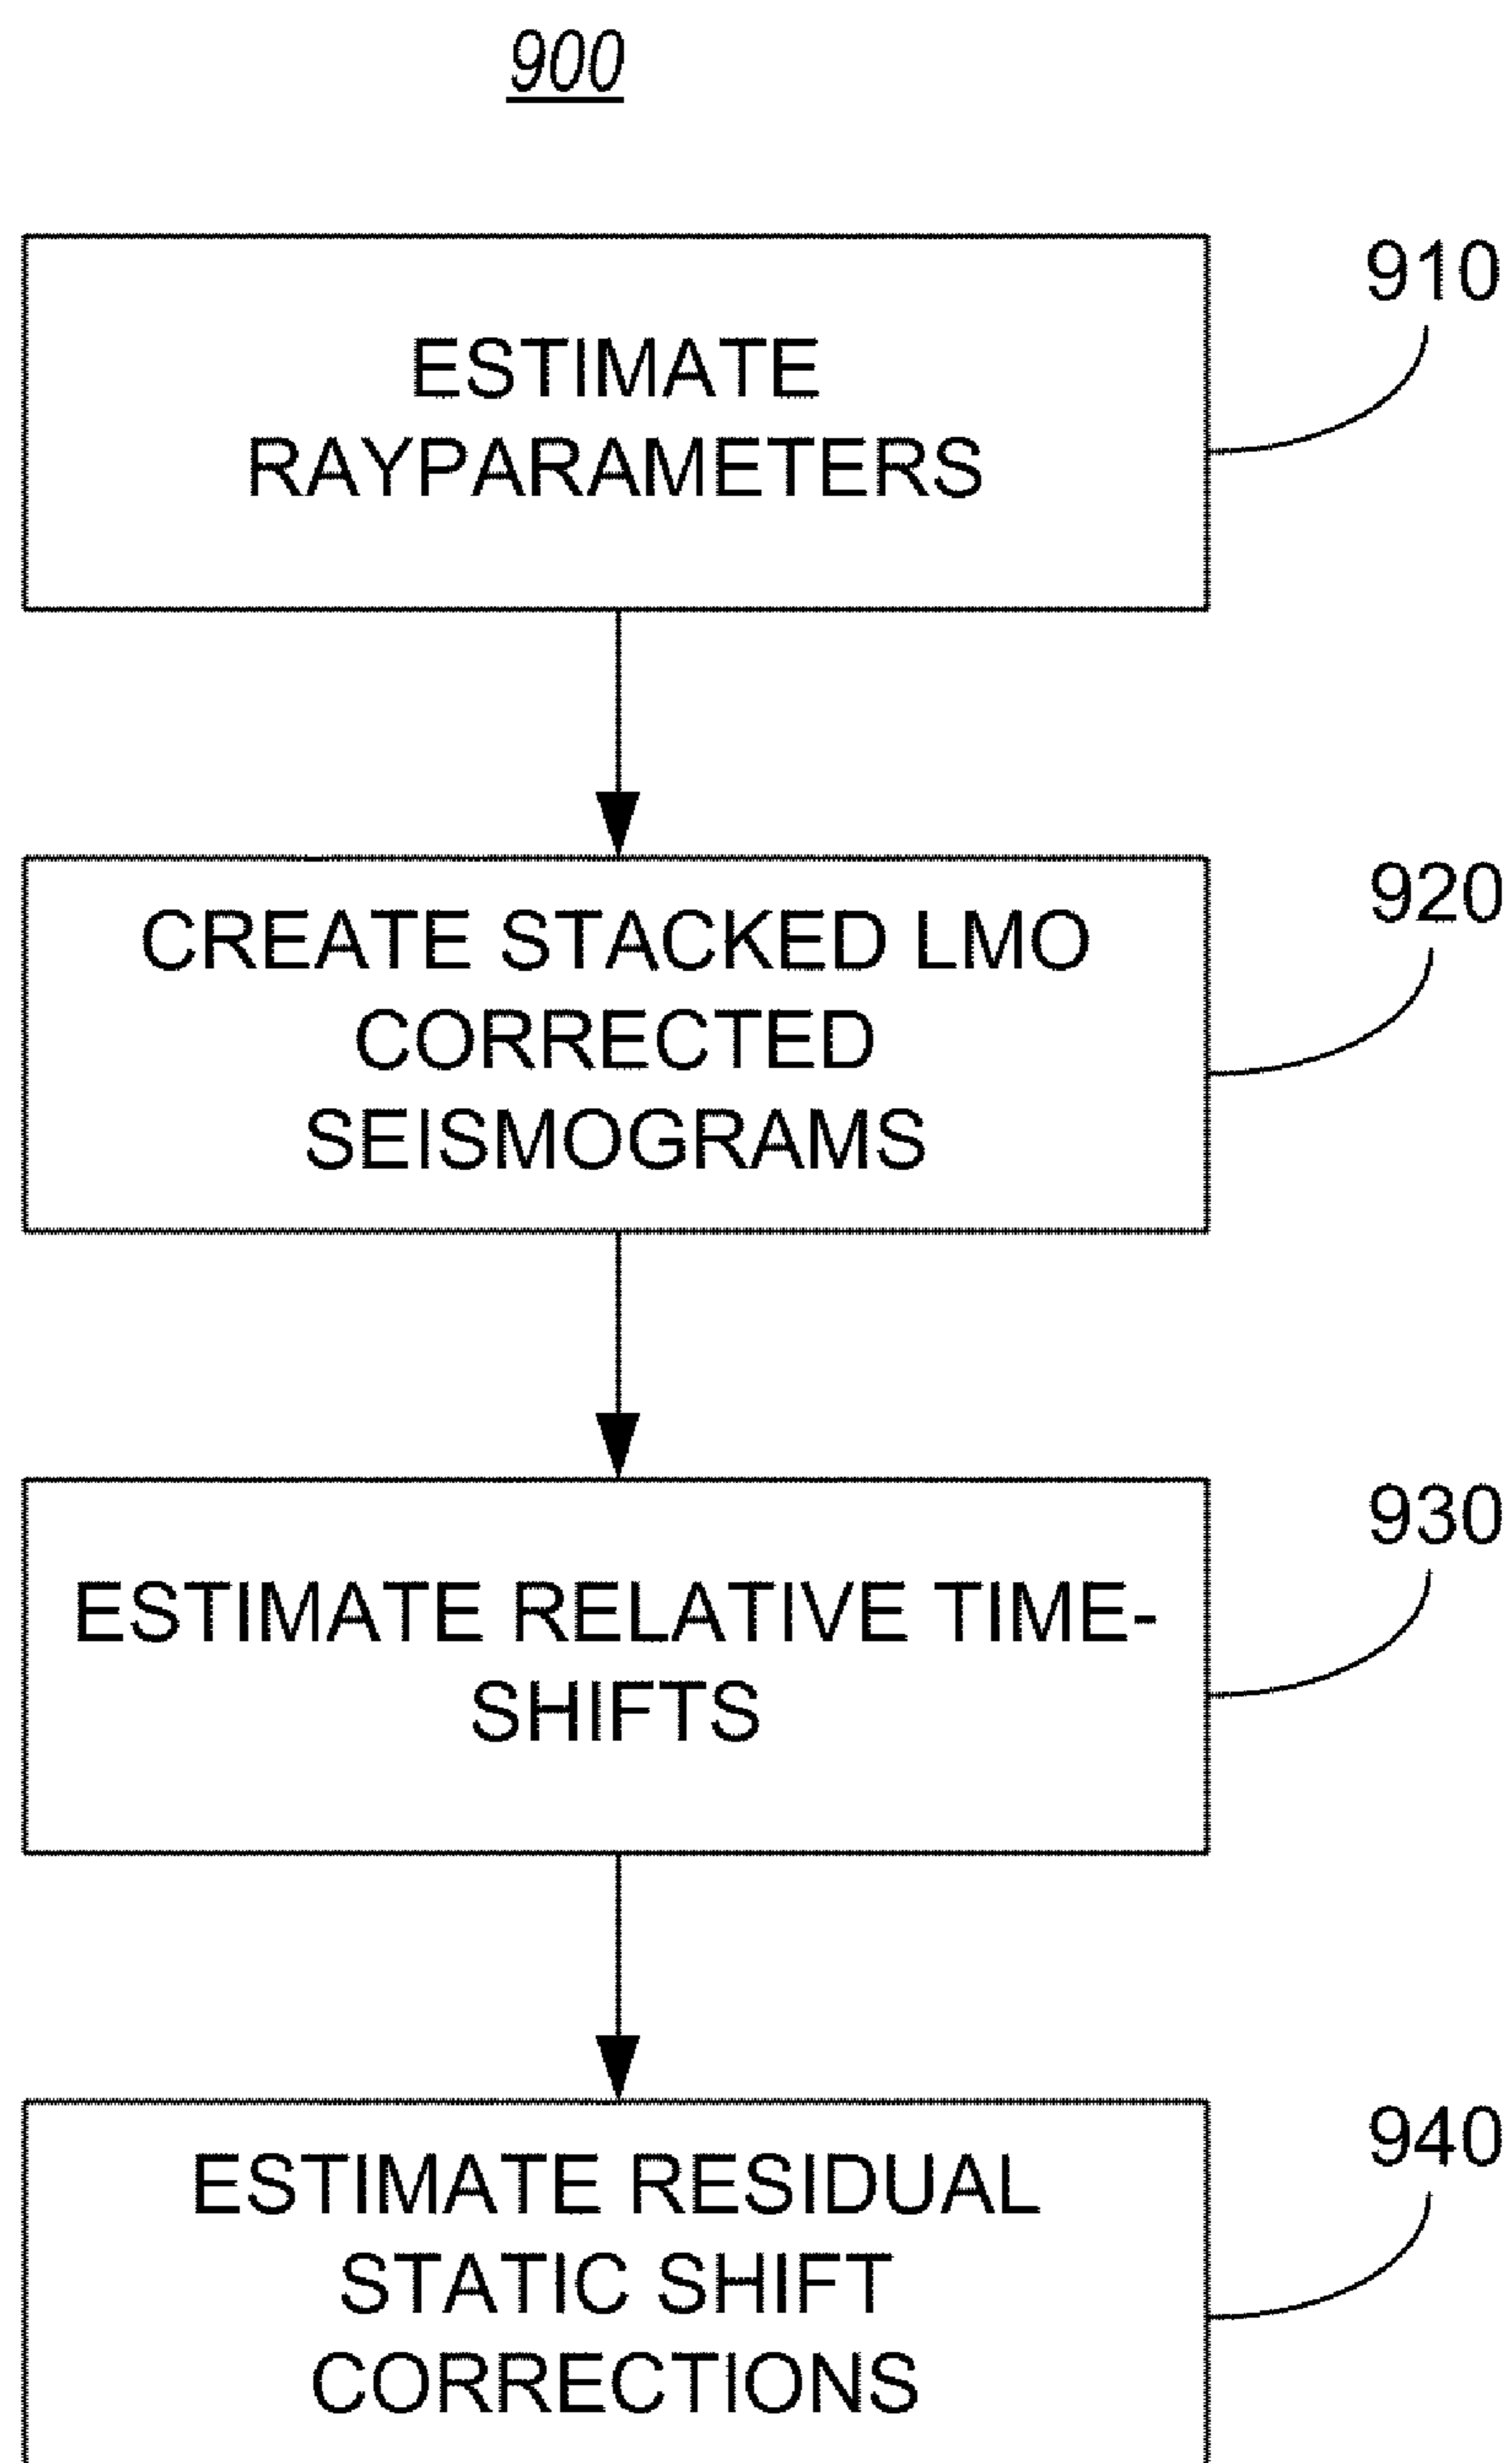 900
910
ESTIMATE
RAYPARAMETERS
920
CREATE STACKED LMO
CORRECTED
SEISMOGRAMS
930
ESTIMATE RELATIVE TIME-
SHIFTS
940
ESTIMATE RESIDUAL
STATIC SHIFT
CORRECTIONS